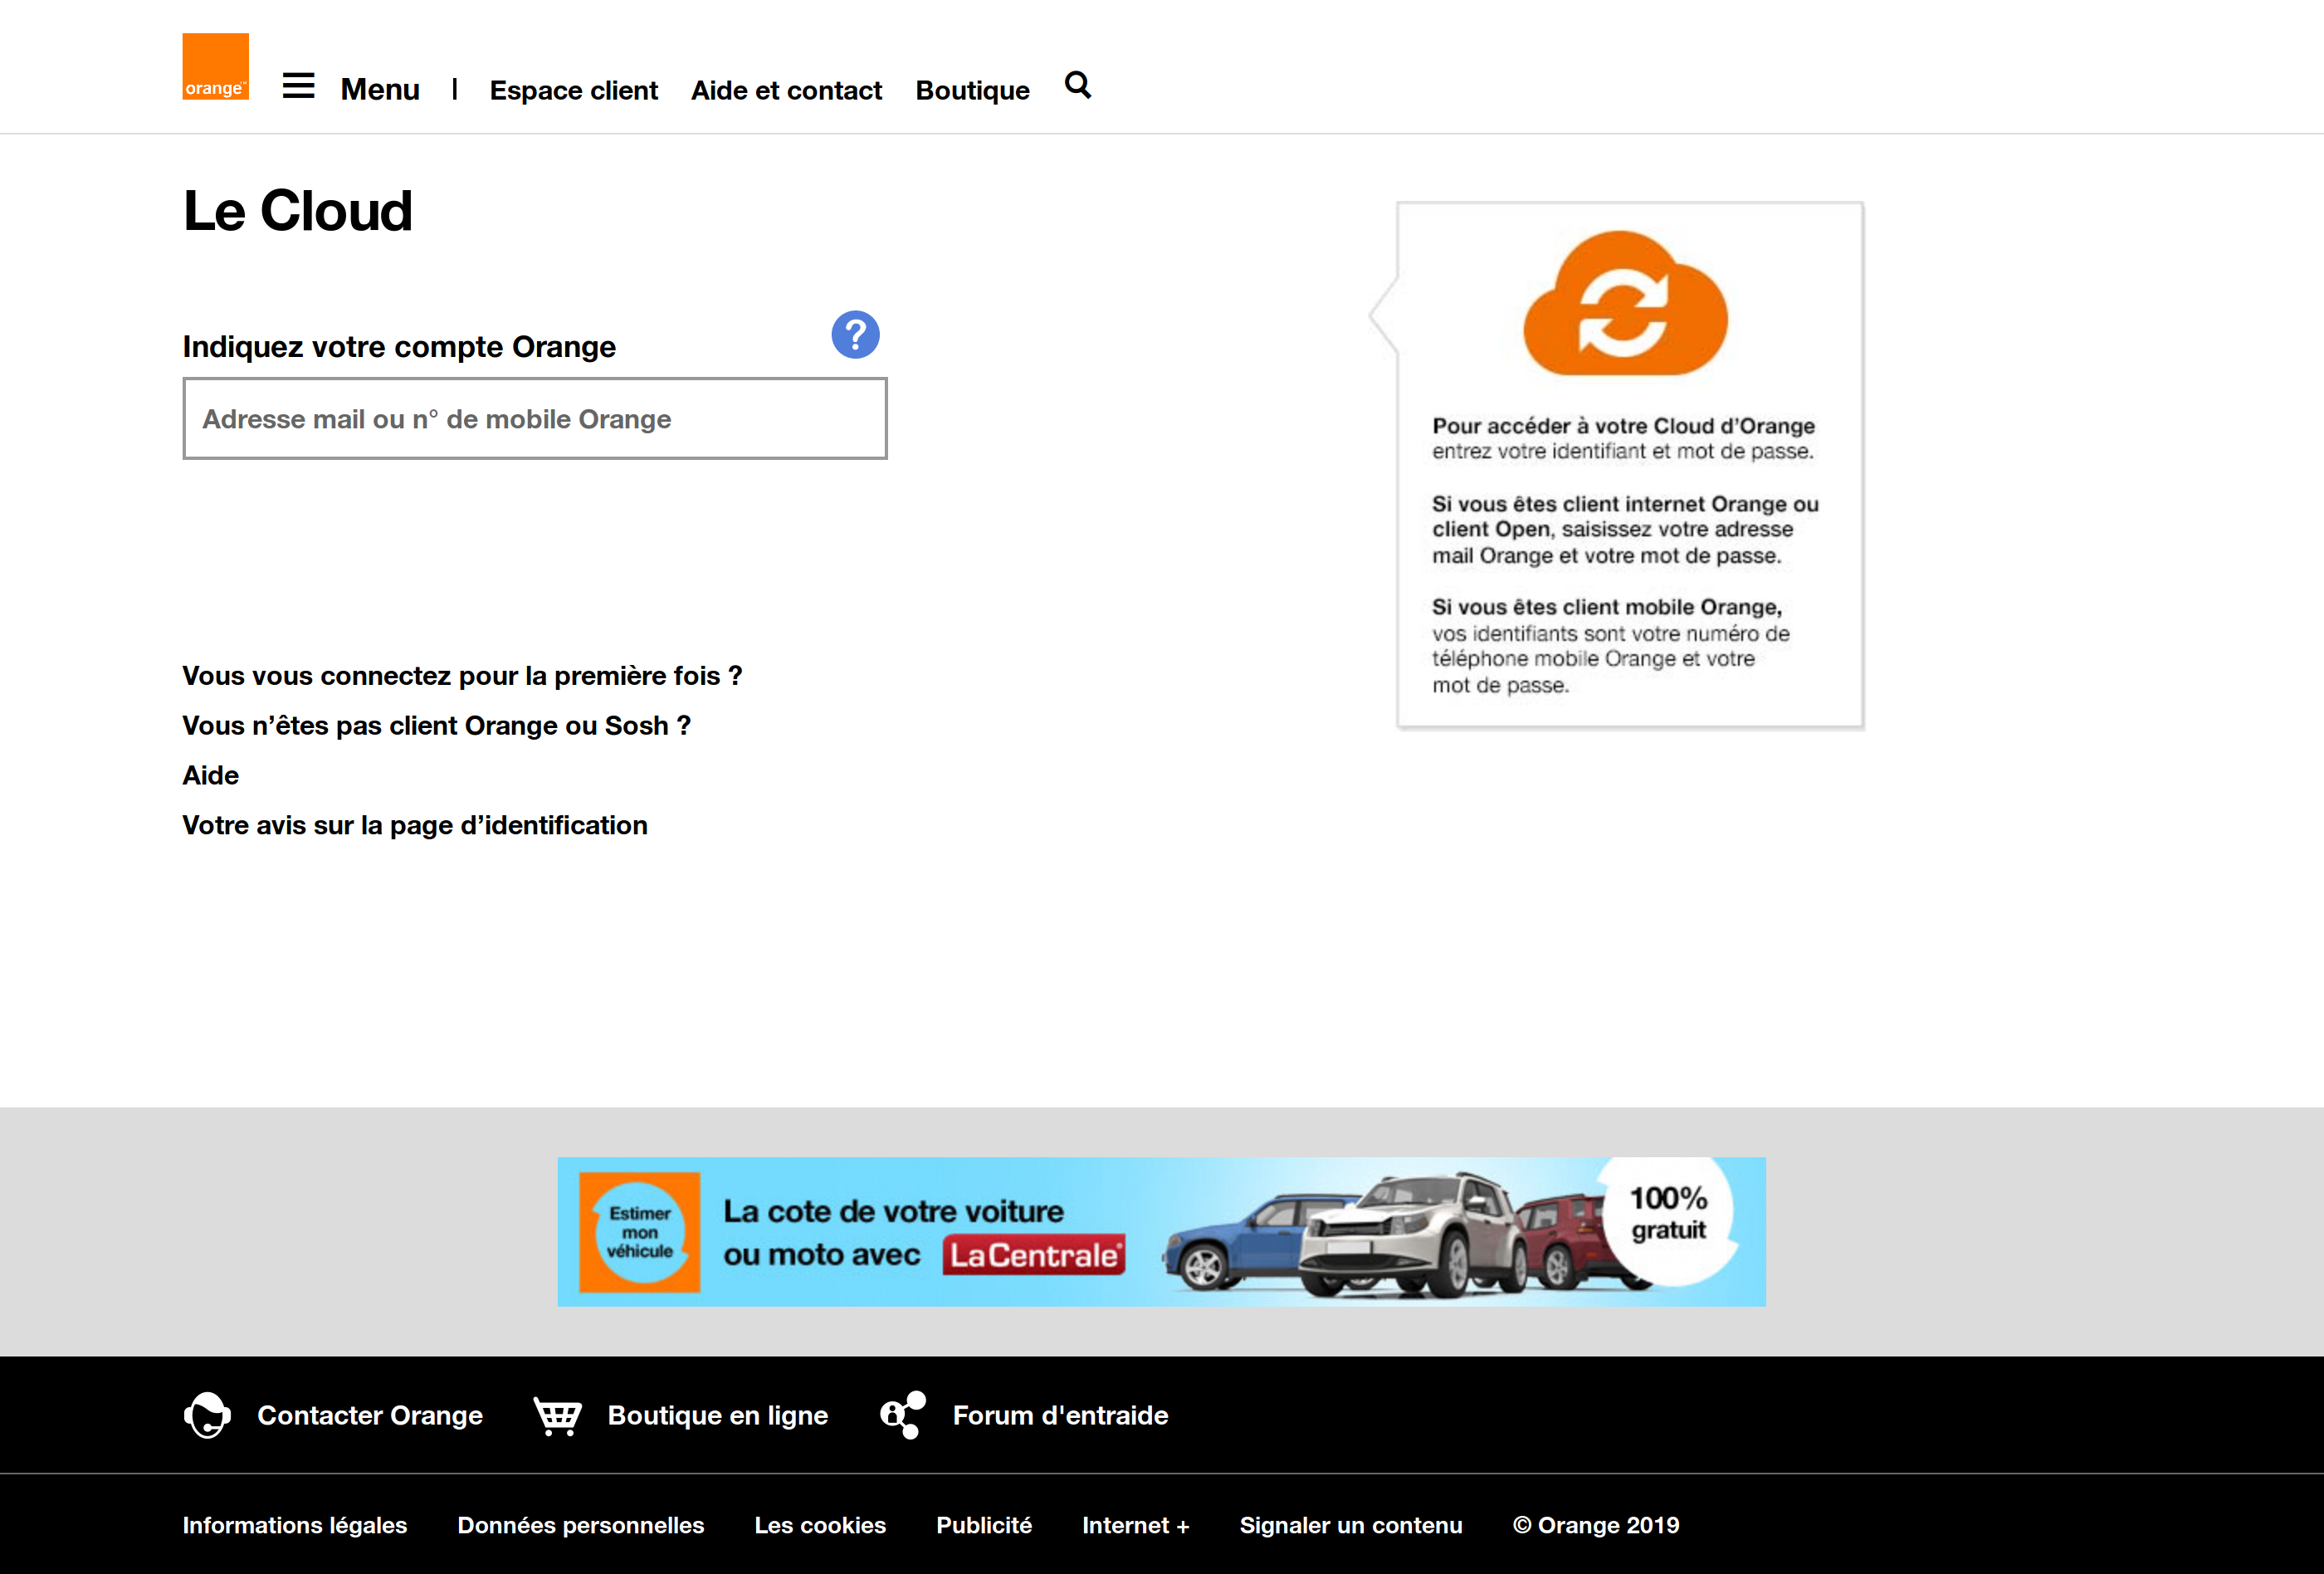 orange™
Menu
Espace client
Aide et contact
Boutique
Le Cloud
Indiquez votre compte Orange
?
Adresse mail ou n° de mobile Orange
Vous vous connectez pour la première fois ?
Vous n’êtes pas client Orange ou Sosh ?
Aide
Votre avis sur la page d’identification
Pour accéder à votre Cloud d’Orange
entrez votre identifiant et mot de passe.
Si vous êtes client internet Orange ou
client Open, saisissez votre adresse
mail Orange et votre mot de passe.
Si vous êtes client mobile Orange,
vos identifiants sont votre numéro de
téléphone mobile Orange et votre
mot de passe.
Estimer
mon
véhicule
La cote de votre voiture
ou moto avec LaCentrale®
100%
gratuit
Contacter Orange
Boutique en ligne
Forum d'entraide
Informations légales
Données personnelles
Les cookies
Publicité
Internet +
Signaler un contenu
© Orange 2019